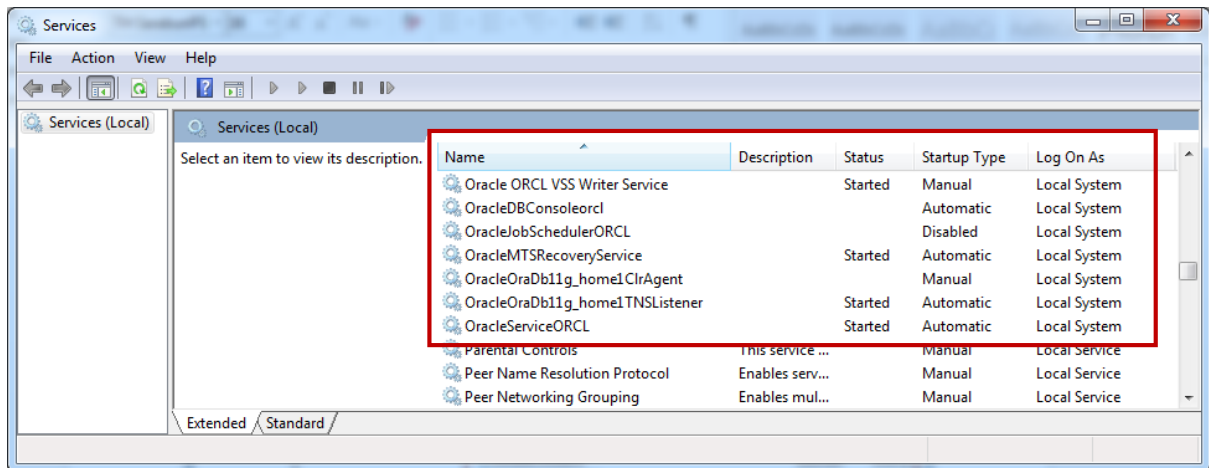 Services
File Action View Help
Services (Local)
Services (Local)
Select an item to view its description.
Name Description Status Startup Type Log On As
Oracle ORCL VSS Writer Service Started Manual Local System
OracleDBConsoleorcl Automatic Local System
OracleJobSchedulerORCL Disabled Local System
OracleMTSRecoveryService Started Automatic Local System
OracleOraDb11g_home1ClrAgent Manual Local System
OracleOraDb11g_home1TNSListener Started Automatic Local System
OracleServiceORCL Started Automatic Local System
Parental Controls This service ... Manual Local Service
Peer Name Resolution Protocol Enables serv... Manual Local Service
Peer Networking Grouping Enables mul... Manual Local Service
Extended Standard